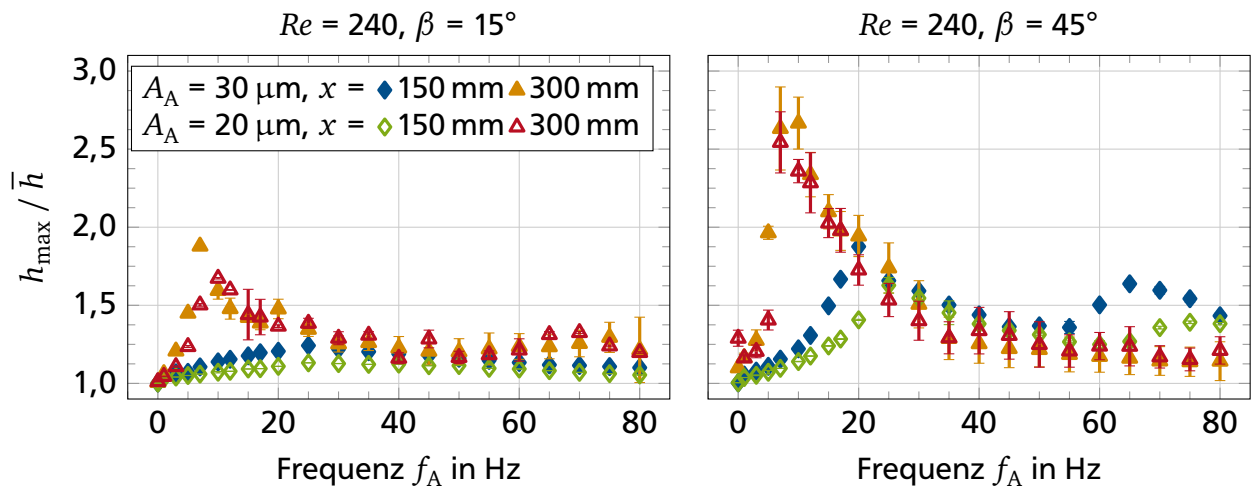 Re = 240, β = 15°
Re = 240, β = 45°
3,0
2,5
2,0
1,5
1,0
h_max / h̅
A_A = 30 μm, x = 150 mm 300 mm
A_A = 20 μm, x = 150 mm 300 mm
0 20 40 60 80
0 20 40 60 80
Frequenz f_A in Hz
Frequenz f_A in Hz